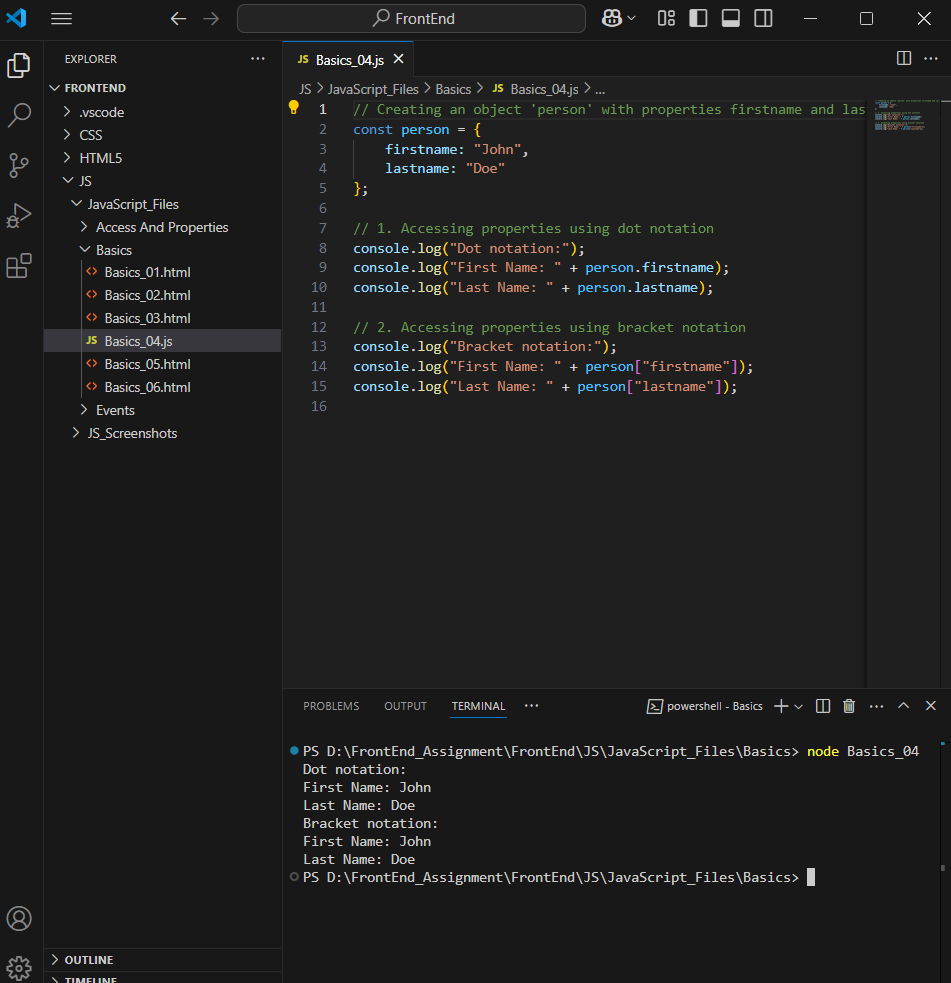 FrontEnd
EXPLORER
FRONTEND
.vscode
CSS
HTML5
JS
JavaScript_Files
Access And Properties
Basics
Basics_01.html
Basics_02.html
Basics_03.html
JS Basics_04.js
Basics_05.html
Basics_06.html
Events
JS_Screenshots
OUTLINE
TIMELINE
JS Basics_04.js
JS > JavaScript_Files > Basics > JS Basics_04.js > ...
1 // Creating an object 'person' with properties firstname and las
2 const person = {
3 firstname: "John",
4 lastname: "Doe"
5 };
6
7 // 1. Accessing properties using dot notation
8 console.log("Dot notation:");
9 console.log("First Name: " + person.firstname);
10 console.log("Last Name: " + person.lastname);
11
12 // 2. Accessing properties using bracket notation
13 console.log("Bracket notation:");
14 console.log("First Name: " + person["firstname"]);
15 console.log("Last Name: " + person["lastname"]);
16
PROBLEMS OUTPUT TERMINAL ... powershell - Basics
PS D:\FrontEnd_Assignment\FrontEnd\JS\JavaScript_Files\Basics> node Basics_04
Dot notation:
First Name: John
Last Name: Doe
Bracket notation:
First Name: John
Last Name: Doe
PS D:\FrontEnd_Assignment\FrontEnd\JS\JavaScript_Files\Basics>